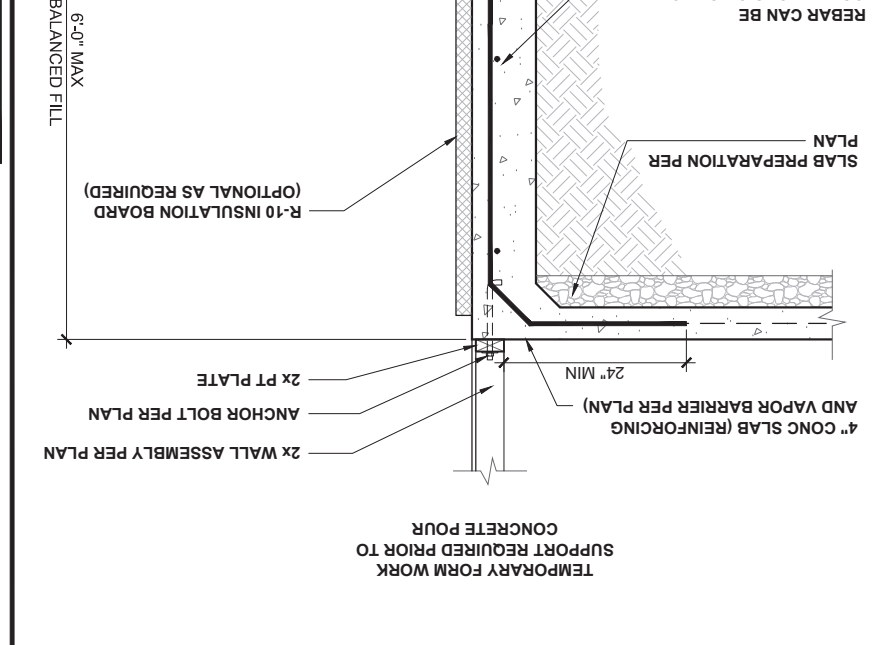 TEMPORARY FORM WORK
SUPPORT REQUIRED PRIOR TO
CONCRETE POUR
2x WALL ASSEMBLY PER PLAN
ANCHOR BOLT PER PLAN
2x PT PLATE
4" CONC SLAB (REINFORCING
AND VAPOR BARRIER PER PLAN)
24" MIN
R-10 INSULATION BOARD
(OPTIONAL AS REQUIRED)
SLAB PREPARATION PER
PLAN
6'-0" MAX
BALANCED FILL
REBAR CAN BE